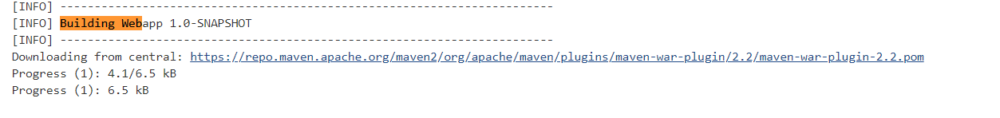 [INFO] ------------------------------------------------------------------------
[INFO] Building Webapp 1.0-SNAPSHOT
[INFO] ------------------------------------------------------------------------
Downloading from central: https://repo.maven.apache.org/maven2/org/apache/maven/plugins/maven-war-plugin/2.2/maven-war-plugin-2.2.pom
Progress (1): 4.1/6.5 kB
Progress (1): 6.5 kB